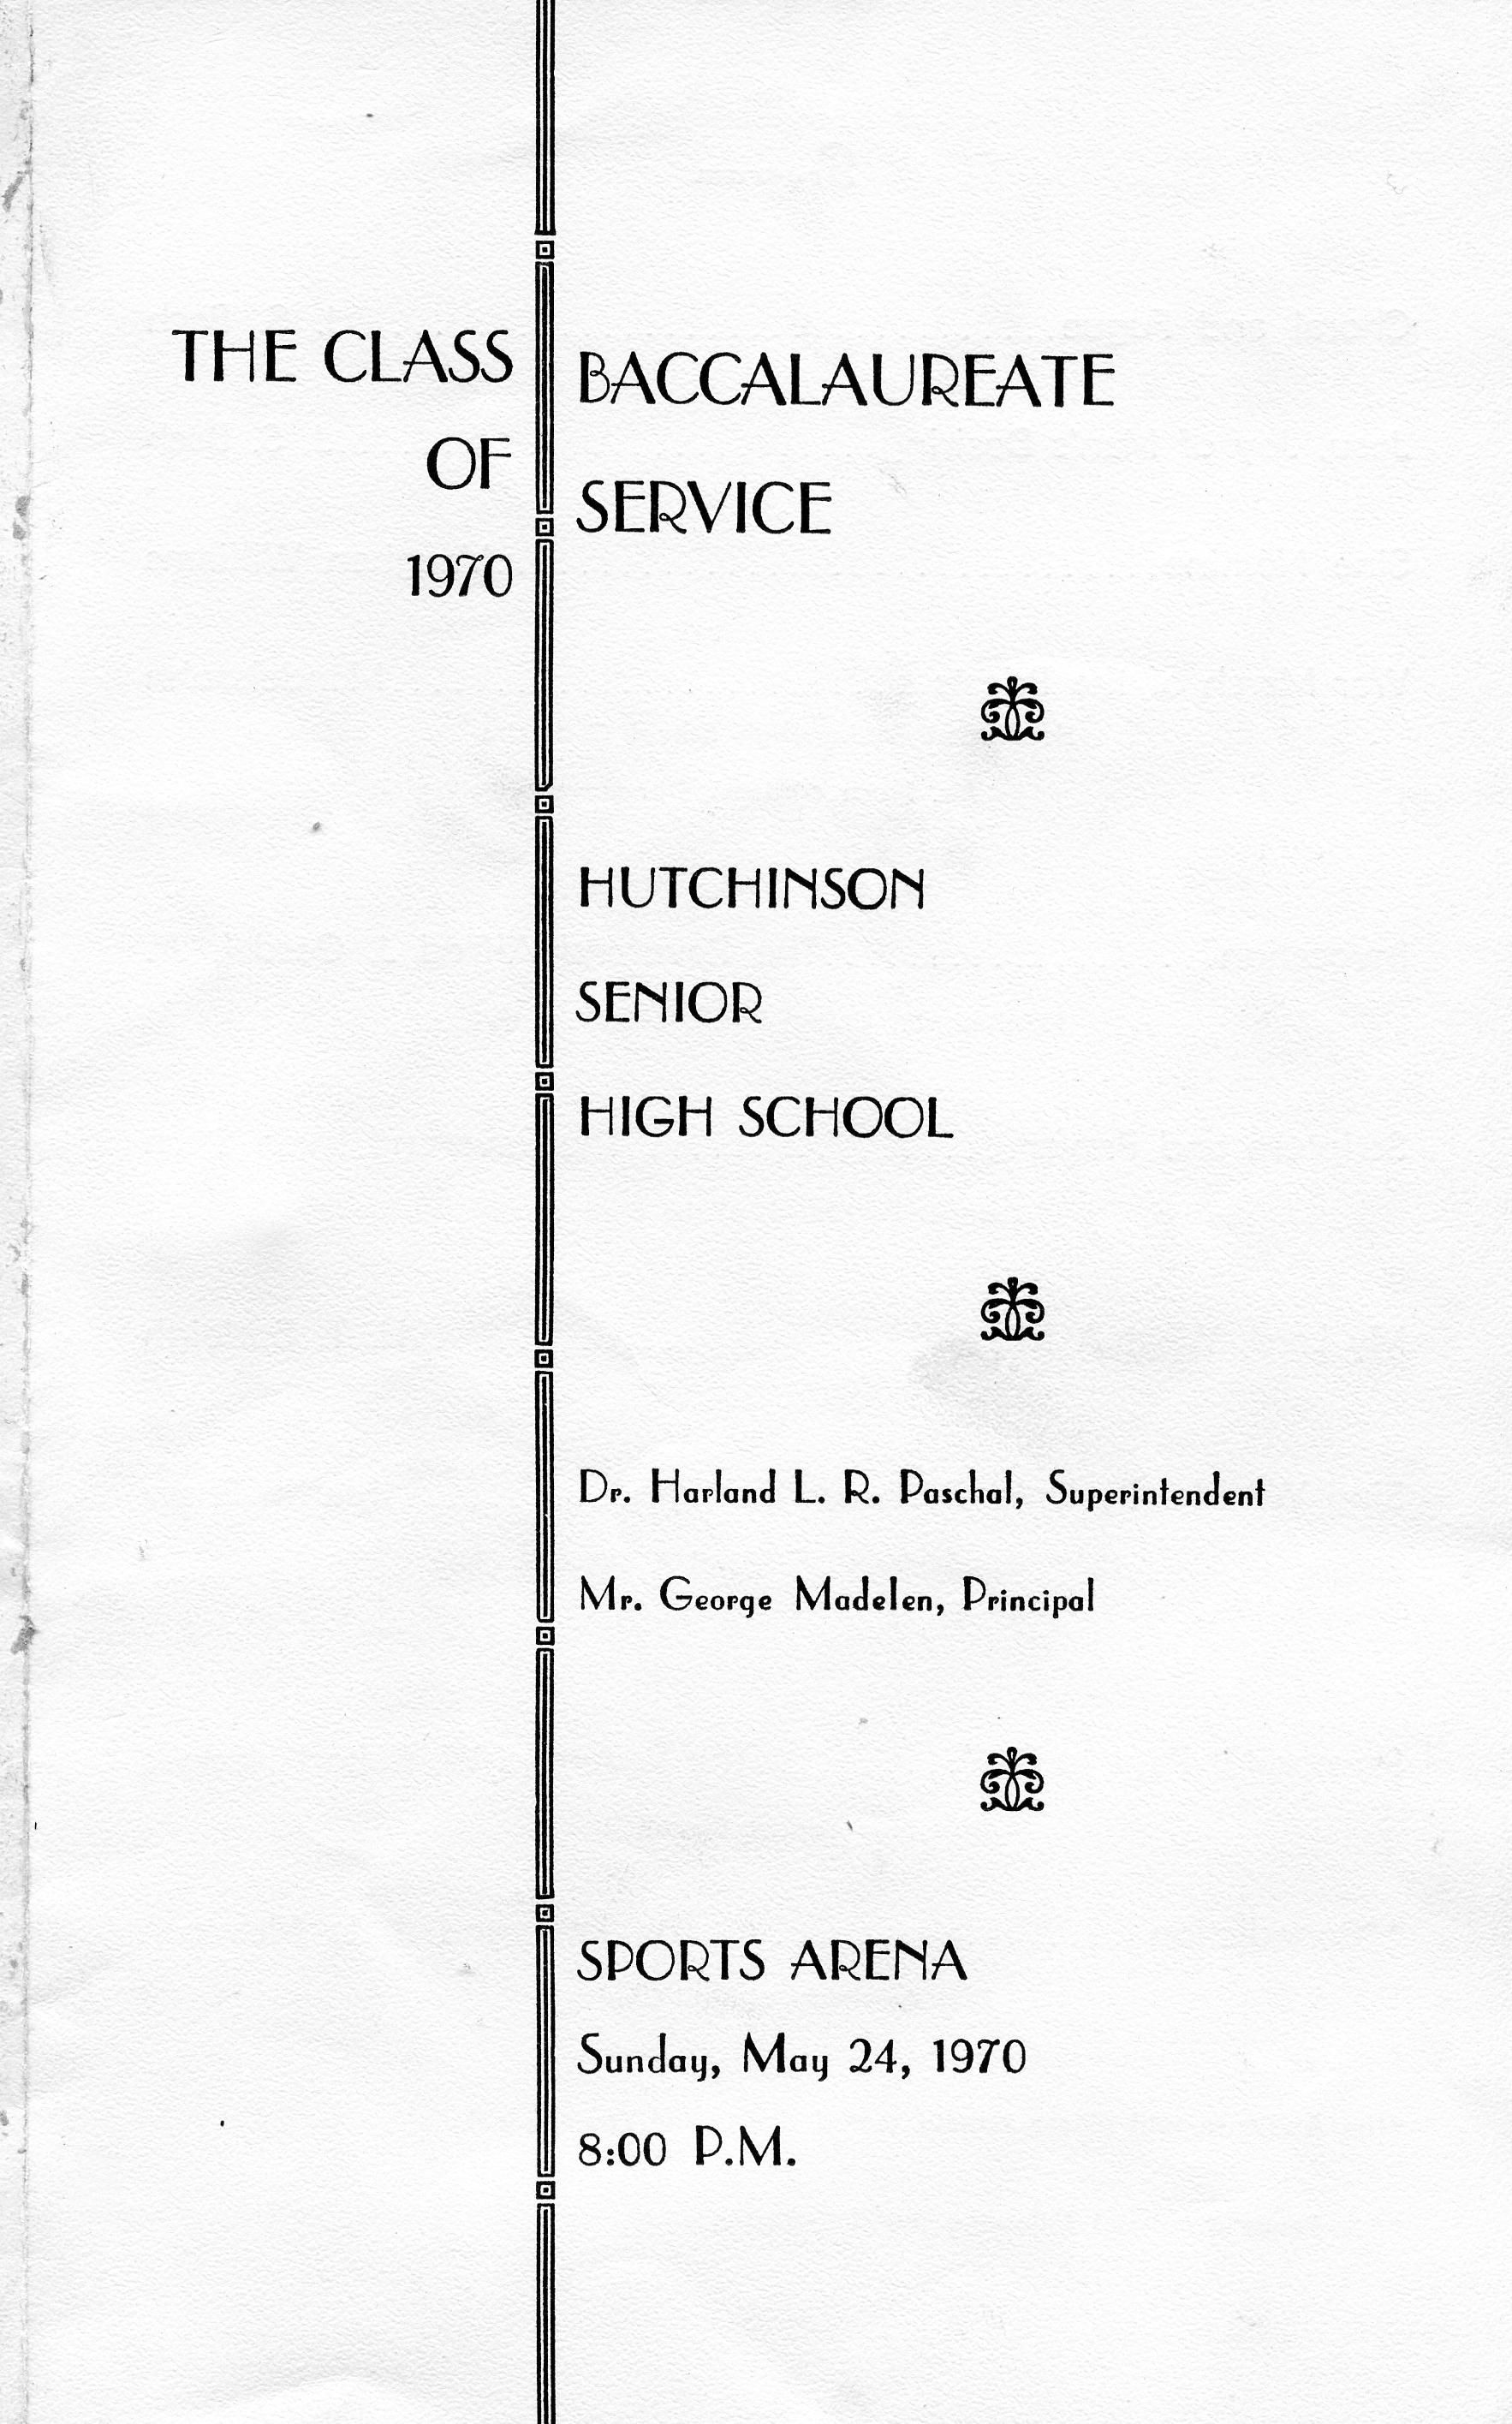 THE CLASS
OF
1970
BACCALAUREATE
SERVICE
HUTCHINSON
SENIOR
HIGH SCHOOL
Dr. Harland L. R. Paschal, Superintendent
Mr. George Madelen, Principal
SPORTS ARENA
Sunday, May 24, 1970
8:00 P.M.